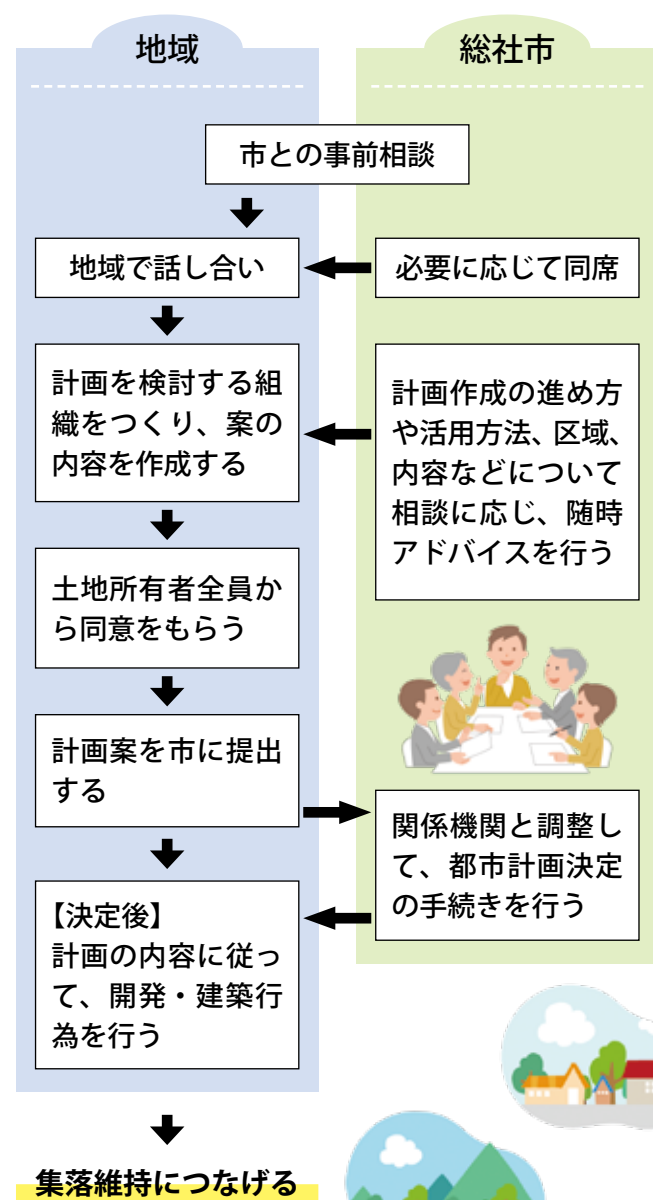 地域
総社市
市との事前相談
地域で話し合い
必要に応じて同席
計画を検討する組
織をつくり、案の
内容を作成する
計画作成の進め方
や活用方法、区域、
内容などについて
相談に応じ、随時
アドバイスを行う
土地所有者全員か
ら同意をもらう
計画案を市に提出
する
関係機関と調整し
て、都市計画決定
の手続きを行う
【決定後】
計画の内容に従っ
て、開発・建築行
為を行う
集落維持につなげる